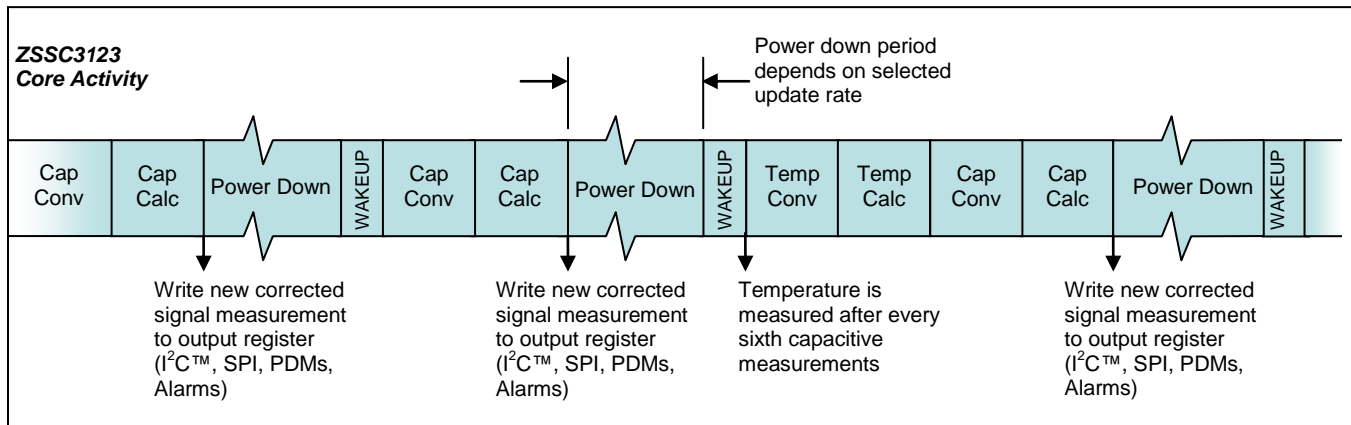 ZSSC3123
Core Activity
Power down period
depends on selected
update rate
Cap
Conv
Cap
Calc
Power Down
WAKEUP
Cap
Conv
Cap
Calc
Power Down
WAKEUP
Temp
Conv
Temp
Calc
Cap
Conv
Cap
Calc
Power Down
WAKEUP
Write new corrected
signal measurement
to output register
(I²C™, SPI, PDMs,
Alarms)
Write new corrected
signal measurement
to output register
(I²C™, SPI, PDMs,
Alarms)
Temperature is
measured after every
sixth capacitive
measurements
Write new corrected
signal measurement
to output register
(I²C™, SPI, PDMs,
Alarms)